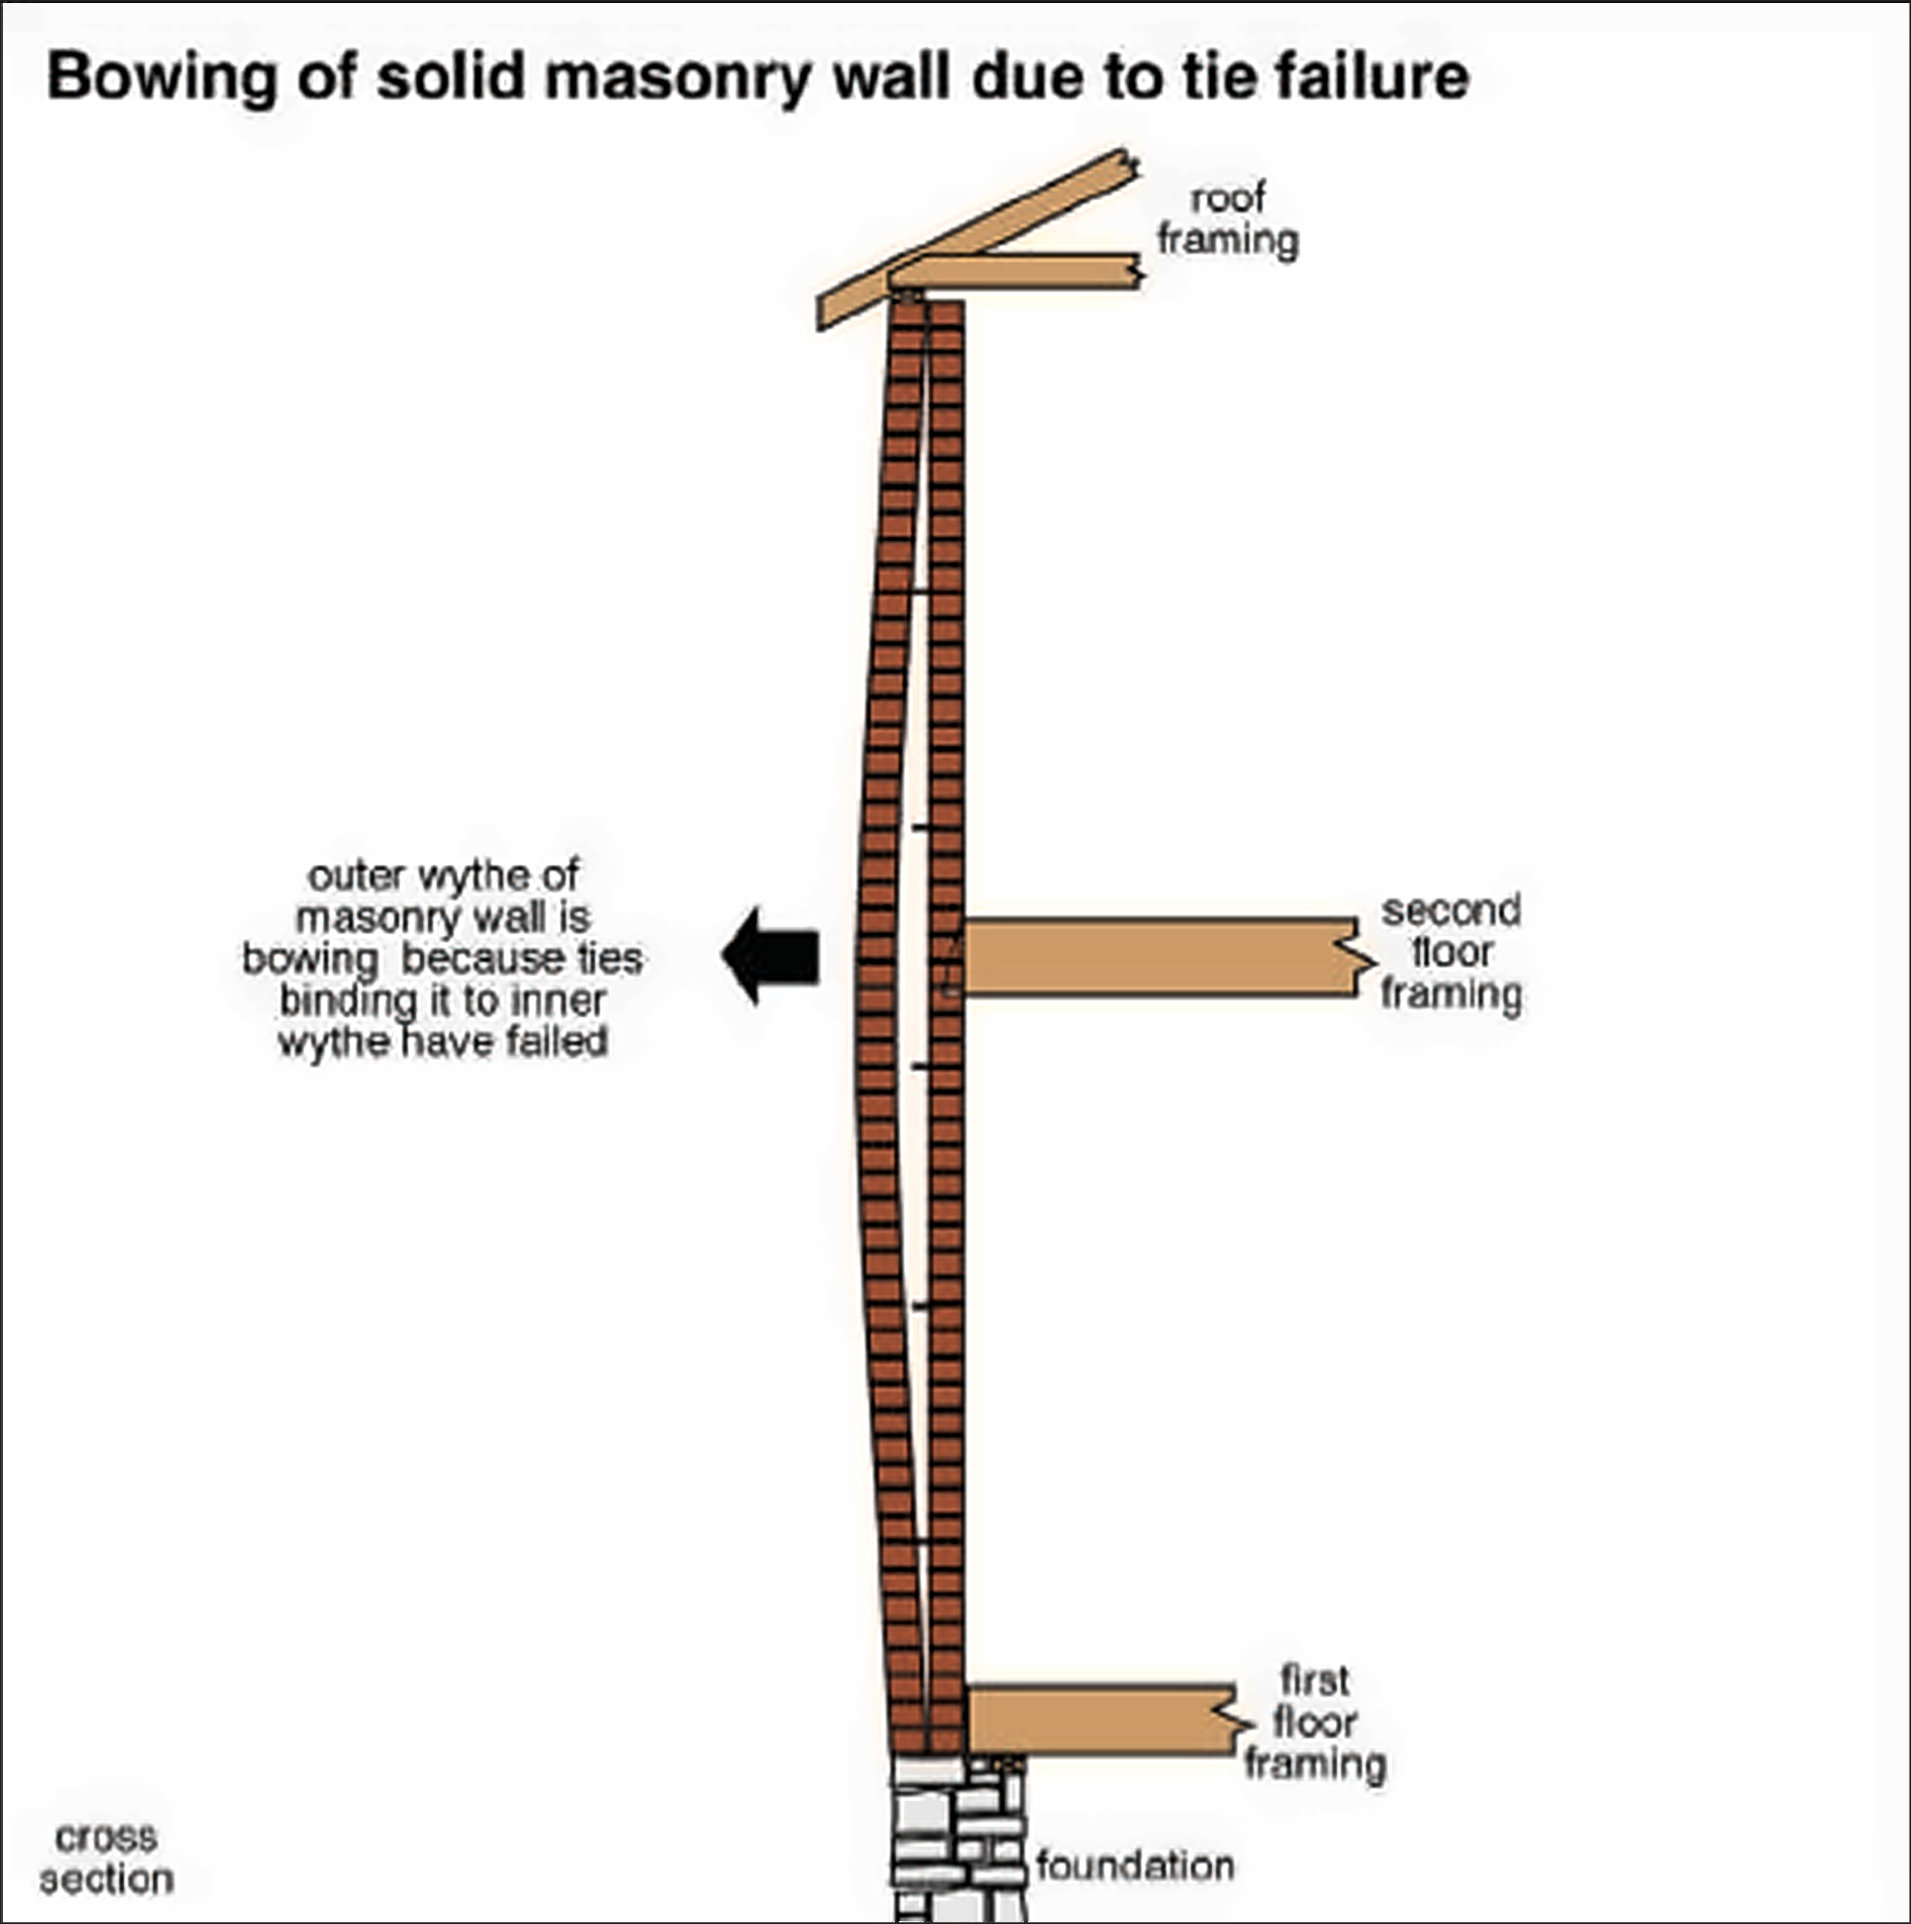 Bowing of solid masonry wall due to tie failure
roof
framing
outer wythe of
masonry wall is
bowing because ties
binding it to inner
wythe have failed
second
floor
framing
first
floor
framing
foundation
cross
section